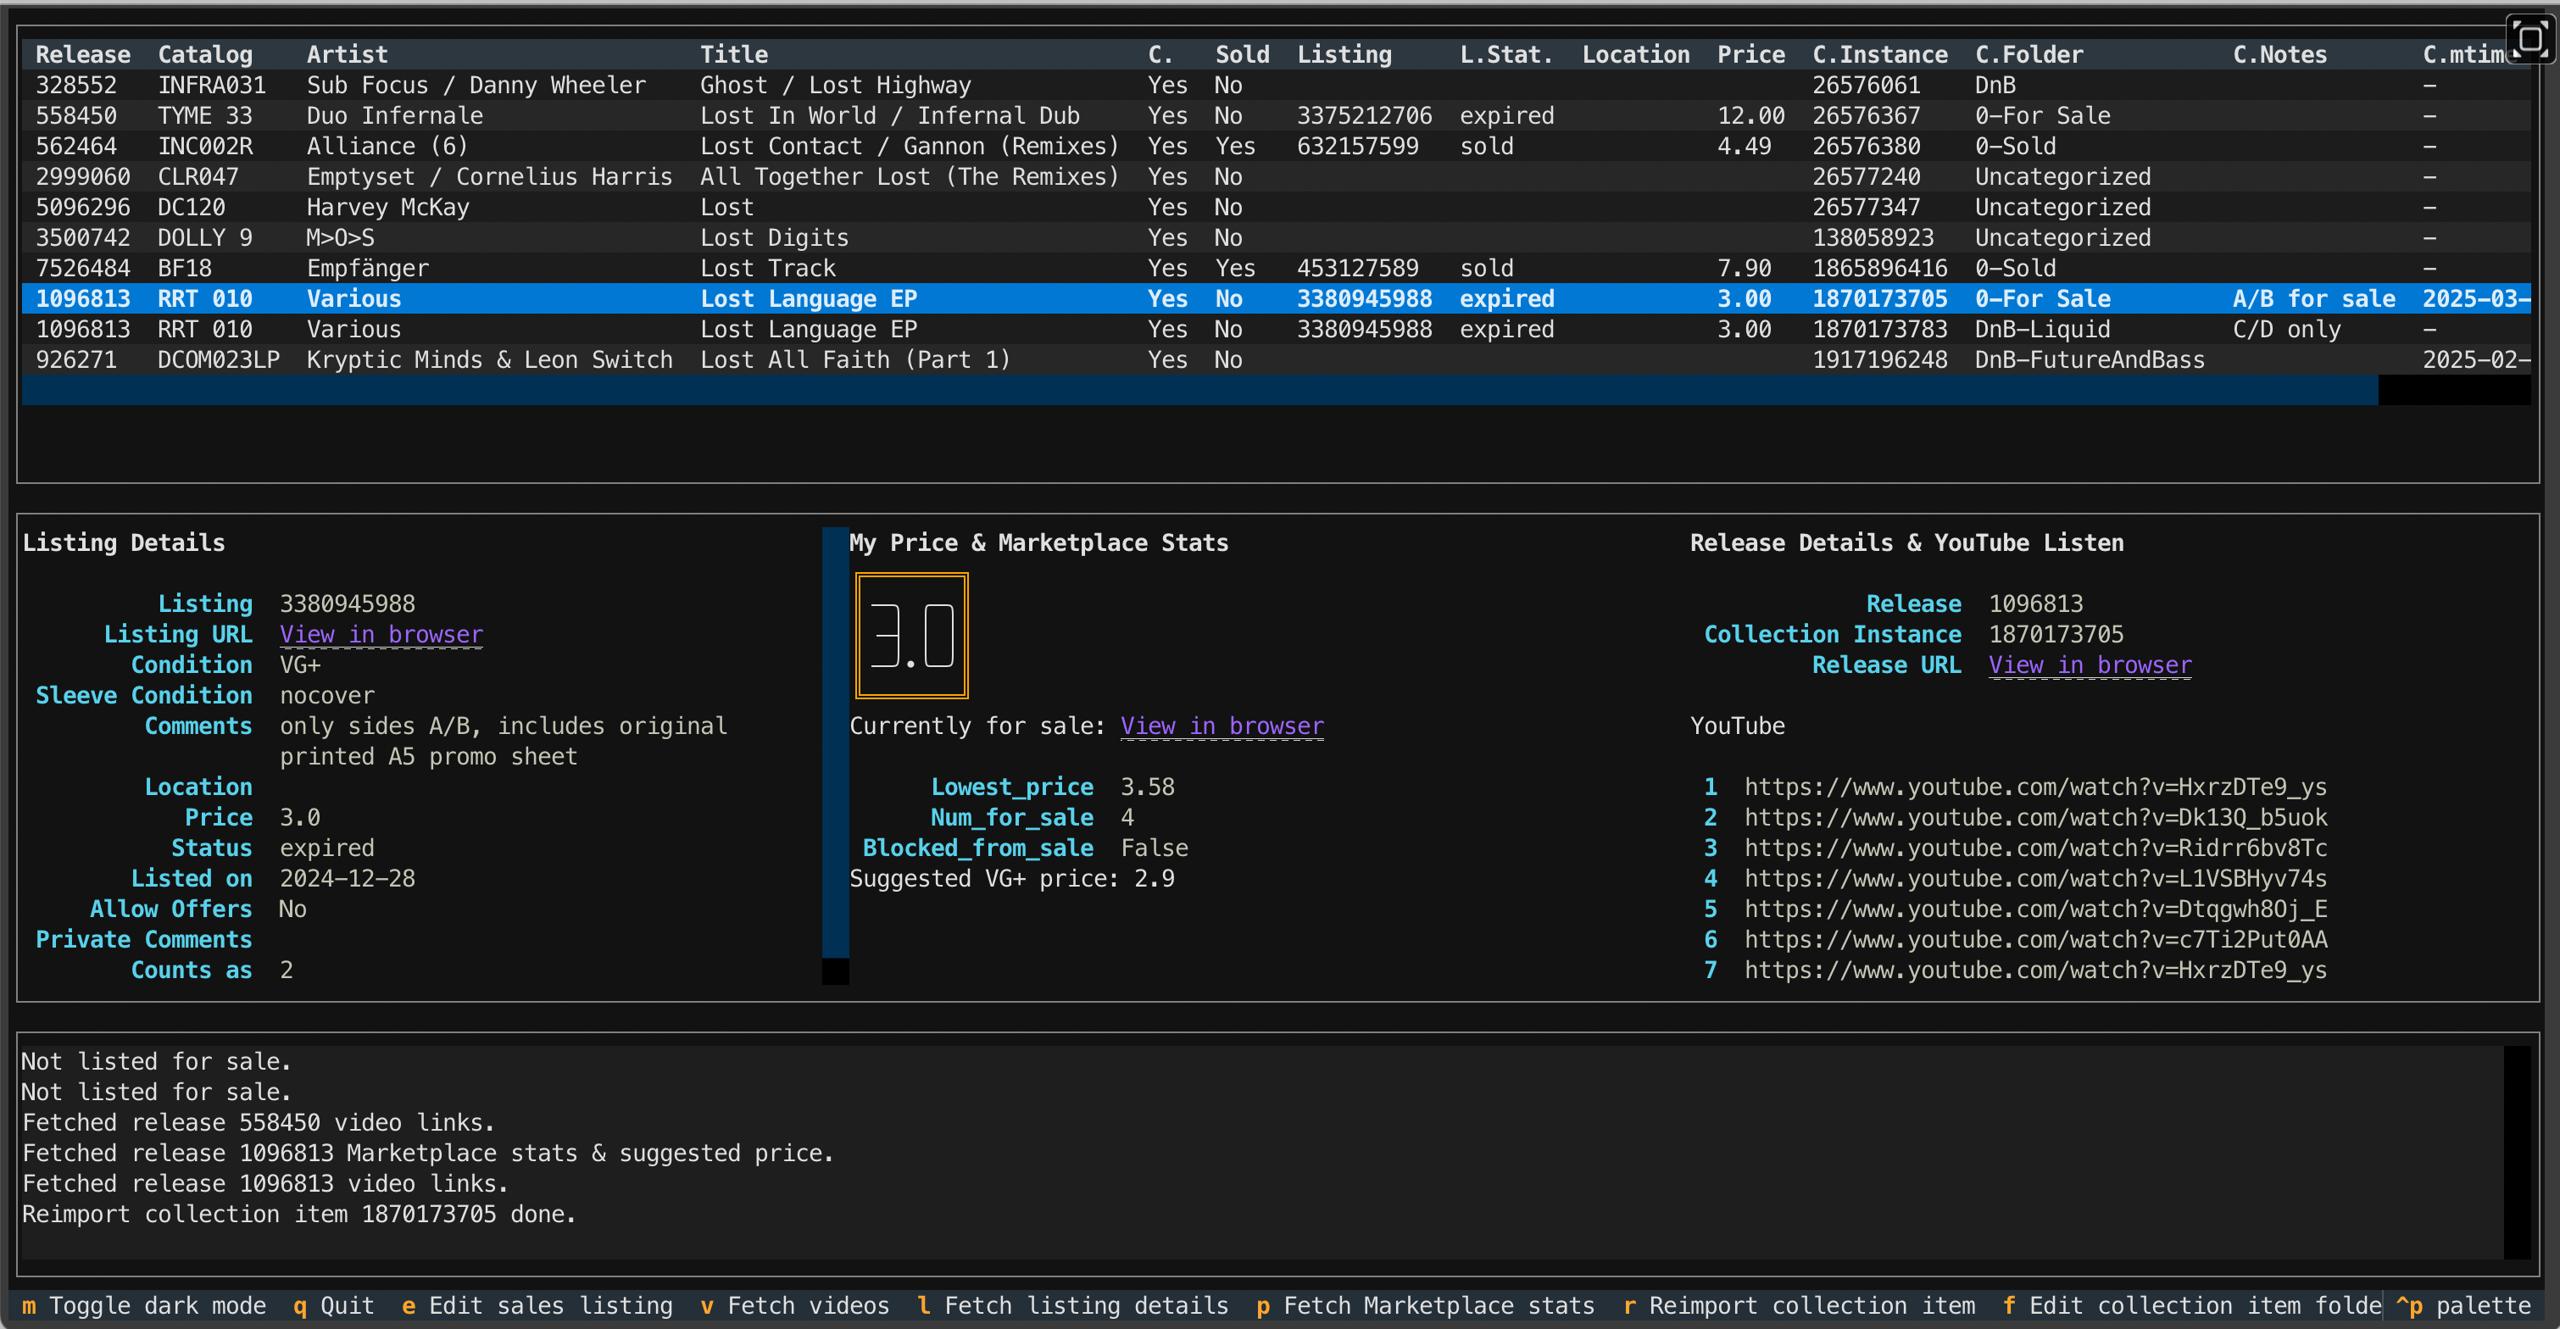 Release Catalog Artist Title C. Sold Listing L.Stat. Location Price C.Instance C.Folder C.Notes C.mtim
328552 INFRA031 Sub Focus / Danny Wheeler Ghost / Lost Highway Yes No 26576061 DnB –
558450 TYME 33 Duo Infernale Lost In World / Infernal Dub Yes No 3375212706 expired 12.00 26576367 0-For Sale –
562464 INC002R Alliance (6) Lost Contact / Gannon (Remixes) Yes Yes 632157599 sold 4.49 26576380 0-Sold –
2999060 CLR047 Emptyset / Cornelius Harris All Together Lost (The Remixes) Yes No 26577240 Uncategorized –
5096296 DC120 Harvey McKay Lost Yes No 26577347 Uncategorized –
3500742 DOLLY 9 M>O>S Lost Digits Yes No 138058923 Uncategorized –
7526484 BF18 Empfänger Lost Track Yes Yes 453127589 sold 7.90 1865896416 0-Sold –
1096813 RRT 010 Various Lost Language EP Yes No 3380945988 expired 3.00 1870173705 0-For Sale A/B for sale 2025-03-
1096813 RRT 010 Various Lost Language EP Yes No 3380945988 expired 3.00 1870173783 DnB-Liquid C/D only –
926271 DCOM023LP Kryptic Minds & Leon Switch Lost All Faith (Part 1) Yes No 1917196248 DnB-FutureAndBass 2025-02-
Listing Details
Listing 3380945988
Listing URL View in browser
Condition VG+
Sleeve Condition nocover
Comments only sides A/B, includes original
printed A5 promo sheet
Location
Price 3.0
Status expired
Listed on 2024-12-28
Allow Offers No
Private Comments
Counts as 2
My Price & Marketplace Stats
3.0
Currently for sale: View in browser
Lowest_price 3.58
Num_for_sale 4
Blocked_from_sale False
Suggested VG+ price: 2.9
Release Details & YouTube Listen
Release 1096813
Collection Instance 1870173705
Release URL View in browser
YouTube
1 https://www.youtube.com/watch?v=HxrzDTe9_ys
2 https://www.youtube.com/watch?v=Dk13Q_b5uok
3 https://www.youtube.com/watch?v=Ridrr6bv8Tc
4 https://www.youtube.com/watch?v=L1VSBHyv74s
5 https://www.youtube.com/watch?v=Dtqgwh8Oj_E
6 https://www.youtube.com/watch?v=c7Ti2Put0AA
7 https://www.youtube.com/watch?v=HxrzDTe9_ys
Not listed for sale.
Not listed for sale.
Fetched release 558450 video links.
Fetched release 1096813 Marketplace stats & suggested price.
Fetched release 1096813 video links.
Reimport collection item 1870173705 done.
m Toggle dark mode q Quit e Edit sales listing v Fetch videos l Fetch listing details p Fetch Marketplace stats r Reimport collection item f Edit collection item folde ^p palette